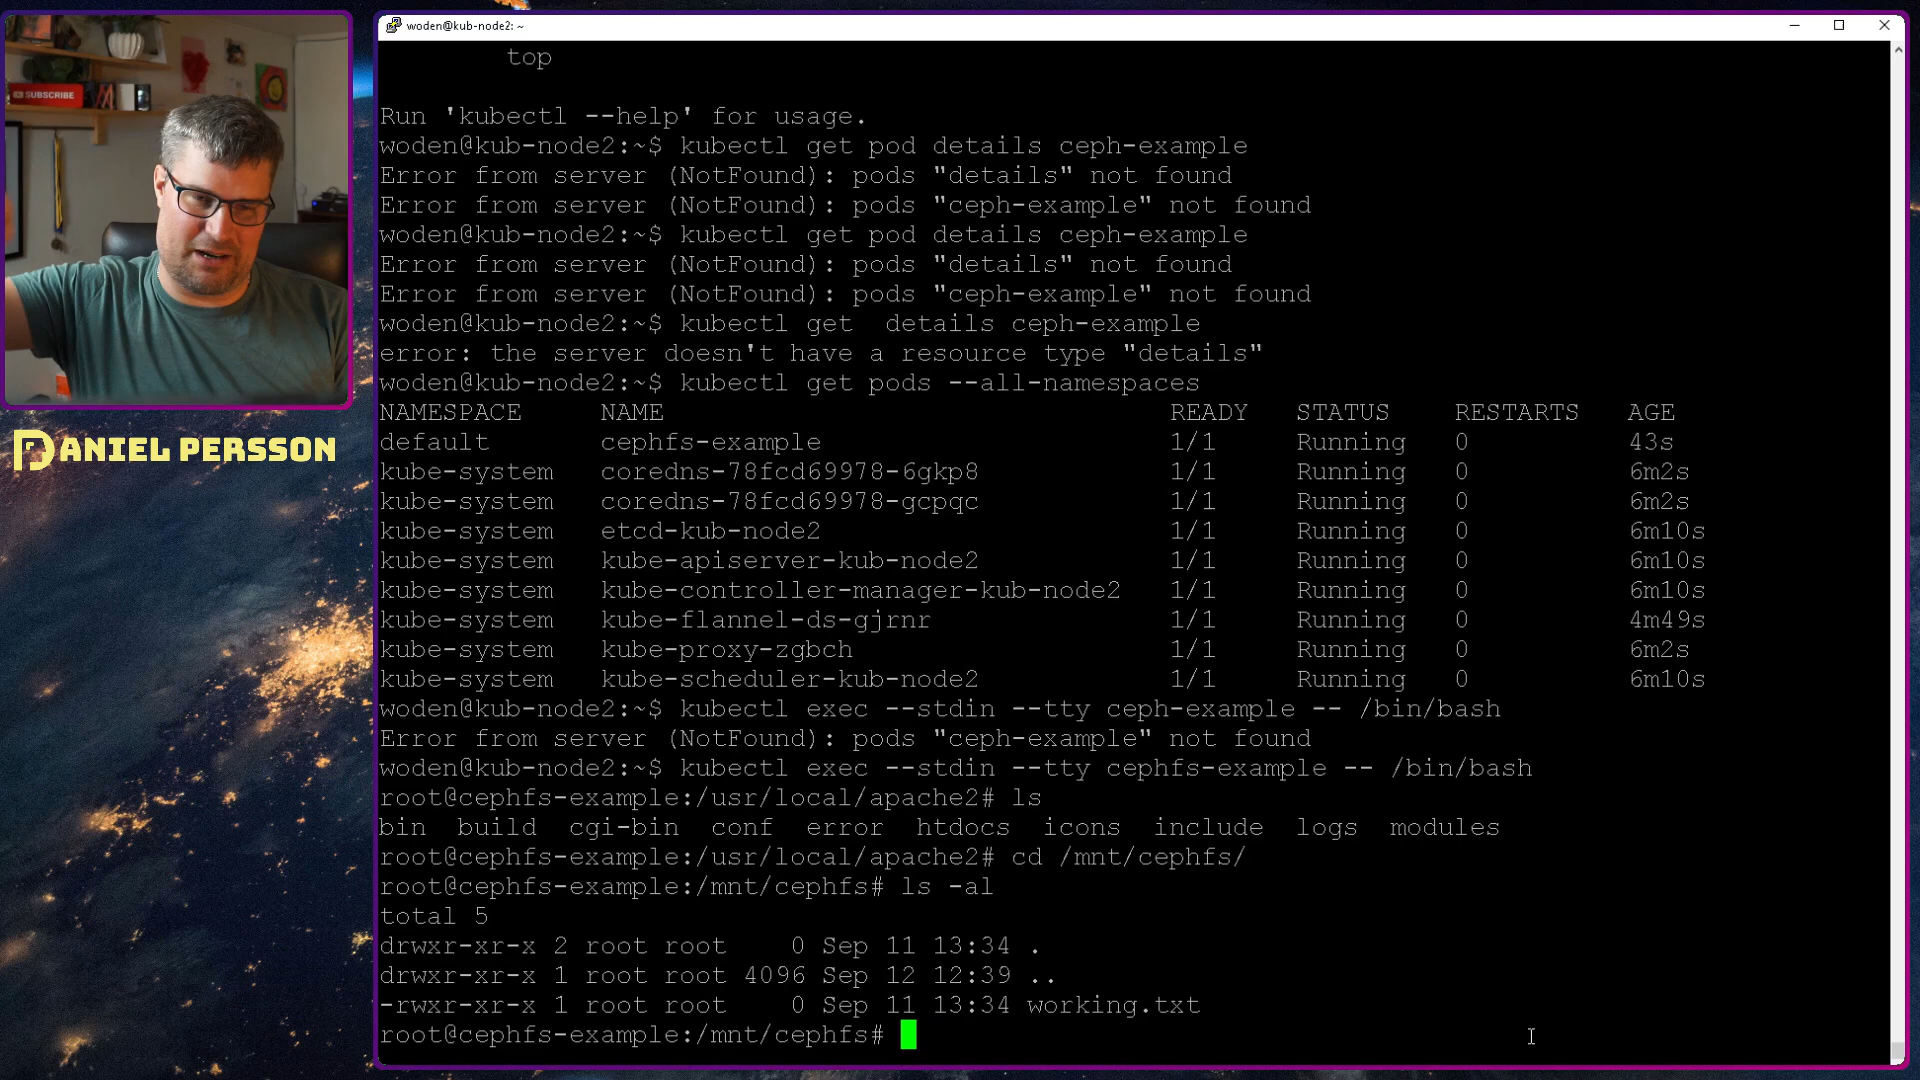 woden@kub-node2: ~
top
Run 'kubectl --help' for usage.
woden@kub-node2:~$ kubectl get pod details ceph-example
Error from server (NotFound): pods "details" not found
Error from server (NotFound): pods "ceph-example" not found
woden@kub-node2:~$ kubectl get pod details ceph-example
Error from server (NotFound): pods "details" not found
Error from server (NotFound): pods "ceph-example" not found
woden@kub-node2:~$ kubectl get  details ceph-example
error: the server doesn't have a resource type "details"
woden@kub-node2:~$ kubectl get pods --all-namespaces
NAMESPACE     NAME                                READY   STATUS    RESTARTS   AGE
default       cephfs-example                      1/1     Running   0          43s
kube-system   coredns-78fcd69978-6gkp8            1/1     Running   0          6m2s
kube-system   coredns-78fcd69978-gcpqc            1/1     Running   0          6m2s
kube-system   etcd-kub-node2                      1/1     Running   0          6m10s
kube-system   kube-apiserver-kub-node2            1/1     Running   0          6m10s
kube-system   kube-controller-manager-kub-node2   1/1     Running   0          6m10s
kube-system   kube-flannel-ds-gjrnr               1/1     Running   0          4m49s
kube-system   kube-proxy-zgbch                    1/1     Running   0          6m2s
kube-system   kube-scheduler-kub-node2            1/1     Running   0          6m10s
woden@kub-node2:~$ kubectl exec --stdin --tty ceph-example -- /bin/bash
Error from server (NotFound): pods "ceph-example" not found
woden@kub-node2:~$ kubectl exec --stdin --tty cephfs-example -- /bin/bash
root@cephfs-example:/usr/local/apache2# ls
bin  build  cgi-bin  conf  error  htdocs  icons  include  logs  modules
root@cephfs-example:/usr/local/apache2# cd /mnt/cephfs/
root@cephfs-example:/mnt/cephfs# ls -al
total 5
drwxr-xr-x 2 root root    0 Sep 11 13:34 .
drwxr-xr-x 1 root root 4096 Sep 12 12:39 ..
-rwxr-xr-x 1 root root    0 Sep 11 13:34 working.txt
root@cephfs-example:/mnt/cephfs#
SUBSCRIBE
DANIEL PERSSON